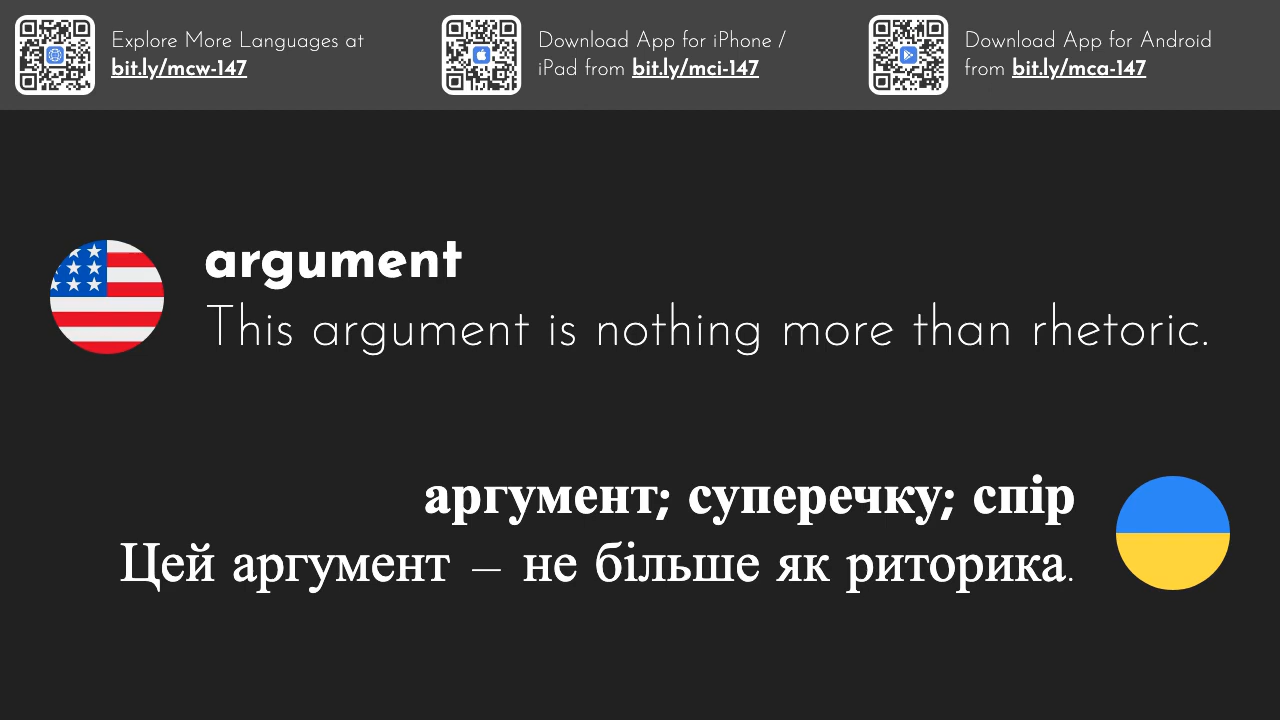 Explore More Languages at
bit.ly/mcw-147
Download App for iPhone /
iPad from bit.ly/mci-147
Download App for Android
from bit.ly/mca-147
argument
This argument is nothing more than rhetoric.
аргумент; суперечку; спір
Цей аргумент – не більше як риторика.